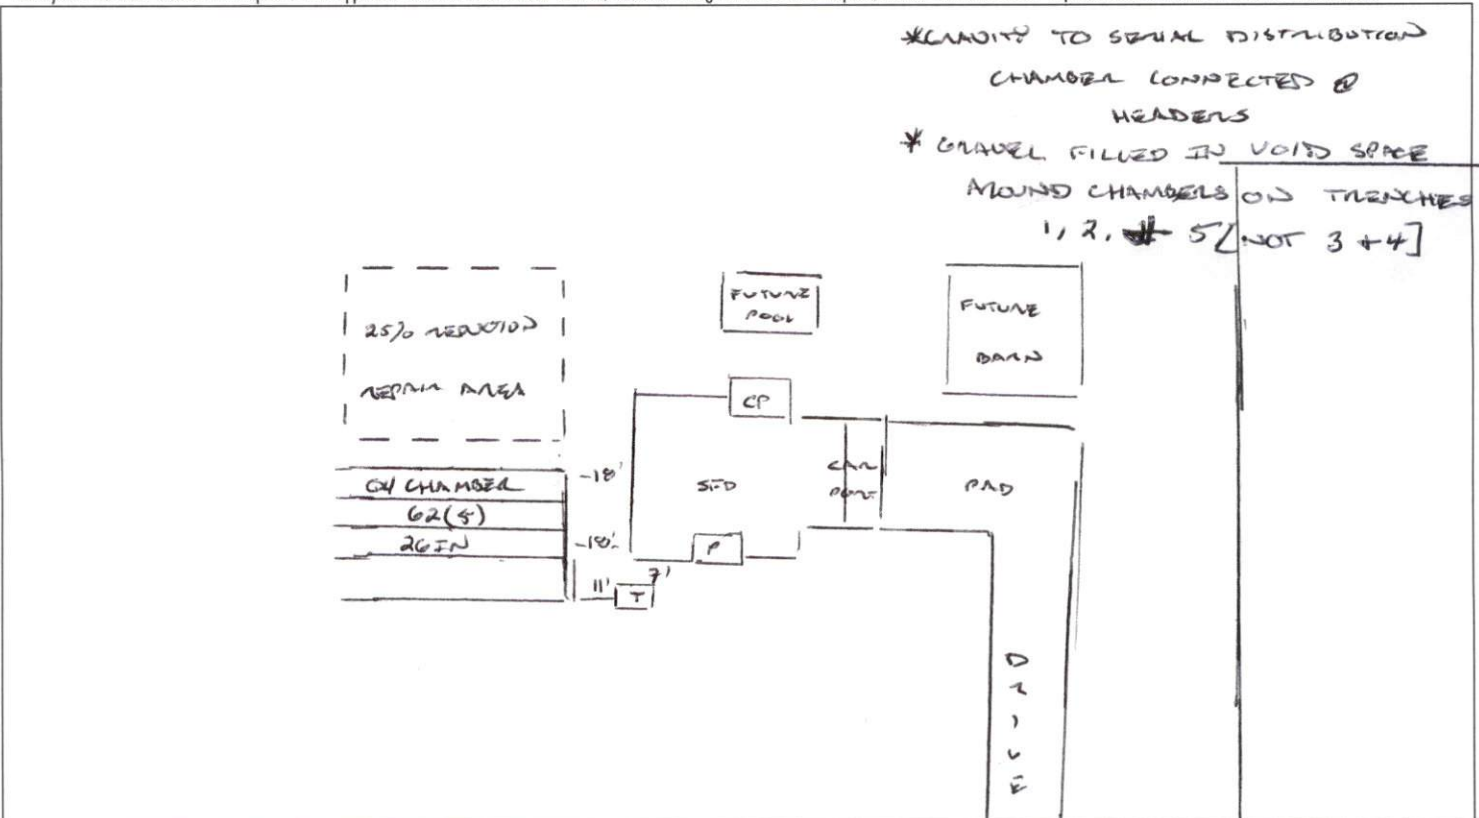 *GRAVITY TO SERIAL DISTRIBUTION
CHAMBER CONNECTED @
HEADERS
* GRAVEL FILLED IN VOID SPACE
AROUND CHAMBERS ON TRENCHES
1, 2, + 5 [NOT 3 + 4]
FUTURE
POOL
FUTURE
BARN
25% REDUCTION
REPAIR AREA
CP
-18'
CAR
PORT
SFD
PAD
Q4 CHAMBER
62(5)
26IN
-18'
P
7'
11'
T
D
R
I
V
E